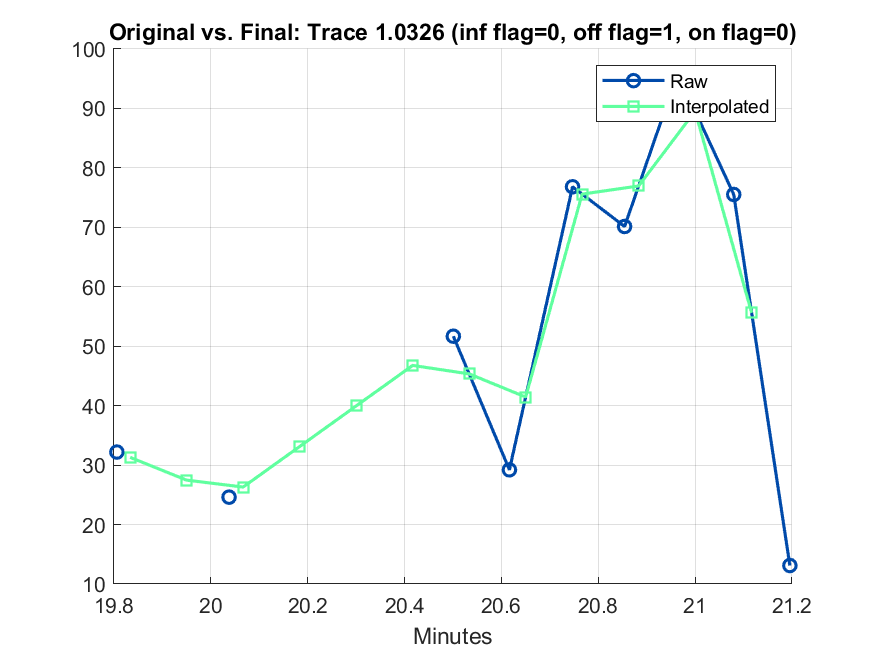 Original vs. Final: Trace 1.0326 (inf flag=0, off flag=1, on flag=0)
100
90
80
70
60
50
40
30
20
10
Raw
Interpolated
19.8 20 20.2 20.4 20.6 20.8 21 21.2
Minutes